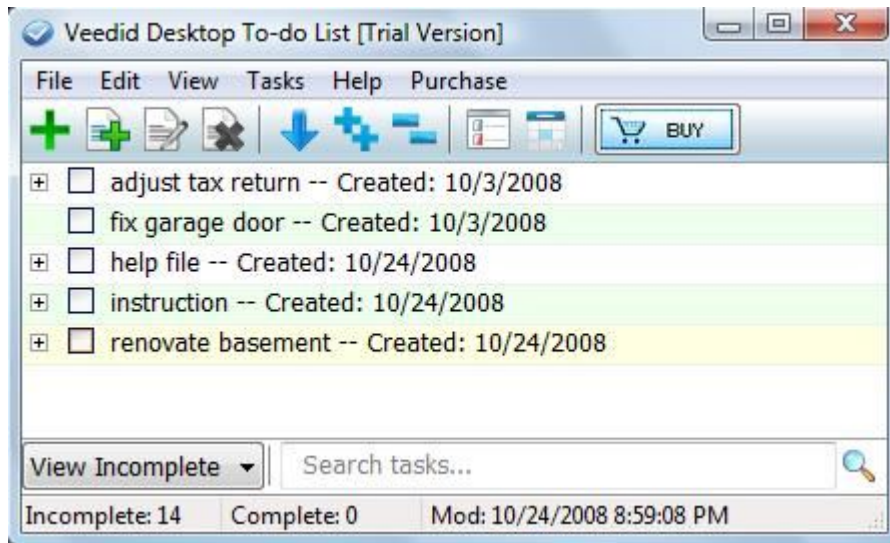 Veedid Desktop To-do List [Trial Version]
File Edit View Tasks Help Purchase
BUY
adjust tax return -- Created: 10/3/2008
fix garage door -- Created: 10/3/2008
help file -- Created: 10/24/2008
instruction -- Created: 10/24/2008
renovate basement -- Created: 10/24/2008
View Incomplete Search tasks...
Incomplete: 14 Complete: 0 Mod: 10/24/2008 8:59:08 PM